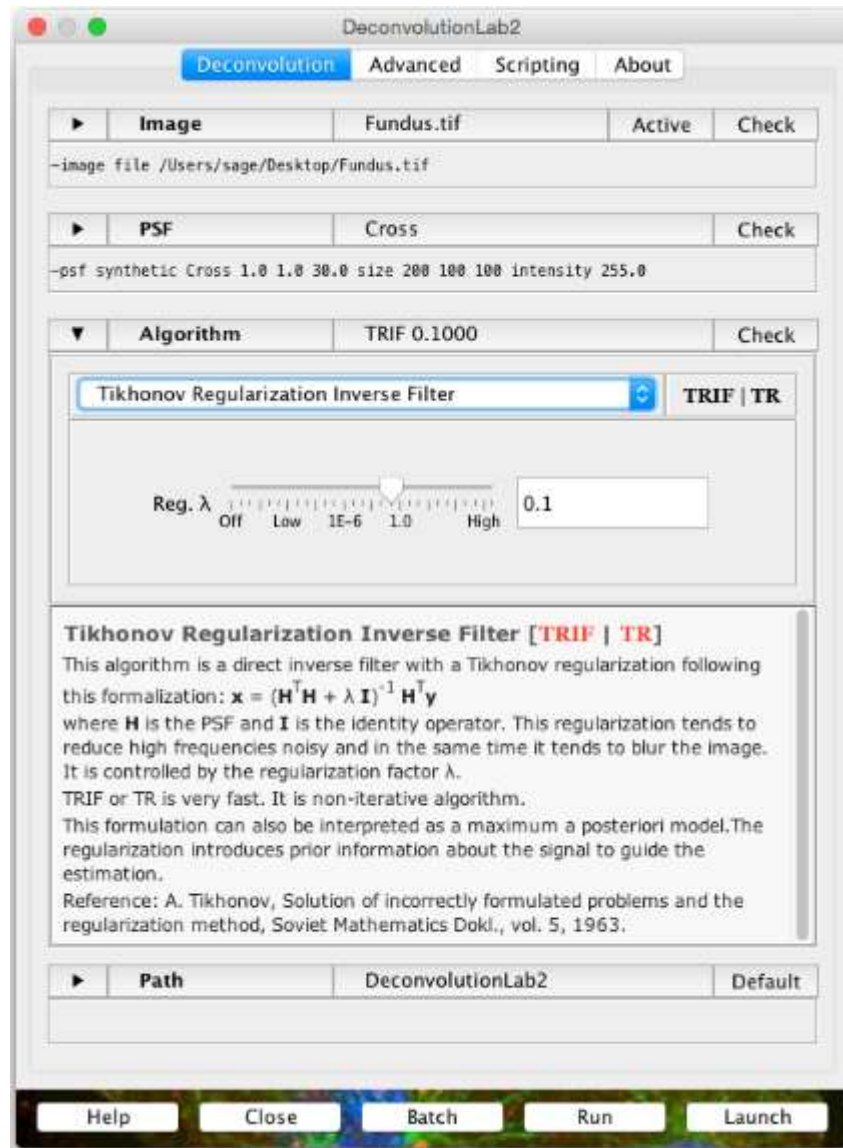 DeconvolutionLab2
Deconvolution Advanced Scripting About
▶ Image Fundus.tif Active Check
-image file /Users/sage/Desktop/Fundus.tif
▶ PSF Cross Check
-psf synthetic Cross 1.0 1.0 30.0 size 200 100 100 intensity 255.0
▼ Algorithm TRIF 0.1000 Check
Tikhonov Regularization Inverse Filter TRIF | TR
Reg. λ 0.1
Off Low 1E-6 1.0 High
Tikhonov Regularization Inverse Filter [TRIF | TR]
This algorithm is a direct inverse filter with a Tikhonov regularization following
this formalization: x = (HᵀH + λ I)⁻¹ Hᵀy
where H is the PSF and I is the identity operator. This regularization tends to
reduce high frequencies noisy and in the same time it tends to blur the image.
It is controlled by the regularization factor λ.
TRIF or TR is very fast. It is non-iterative algorithm.
This formulation can also be interpreted as a maximum a posteriori model.The
regularization introduces prior information about the signal to guide the
estimation.
Reference: A. Tikhonov, Solution of incorrectly formulated problems and the
regularization method, Soviet Mathematics Dokl., vol. 5, 1963.
▶ Path DeconvolutionLab2 Default
Help Close Batch Run Launch